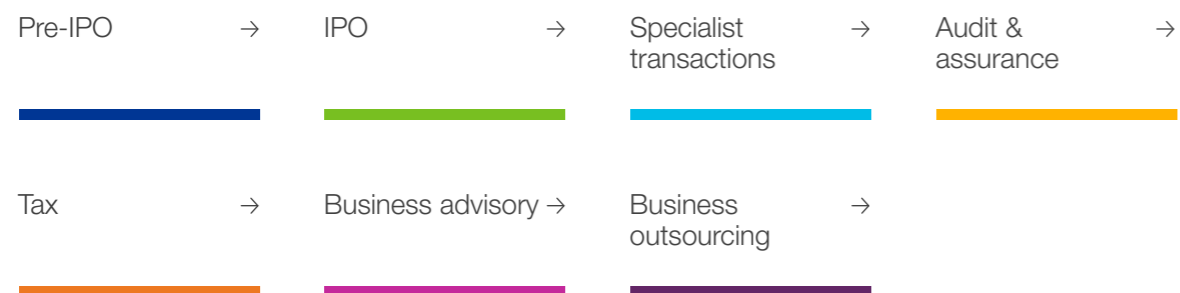 Pre-IPO →
IPO →
Specialist →
transactions
Audit & →
assurance
Tax →
Business advisory →
Business →
outsourcing